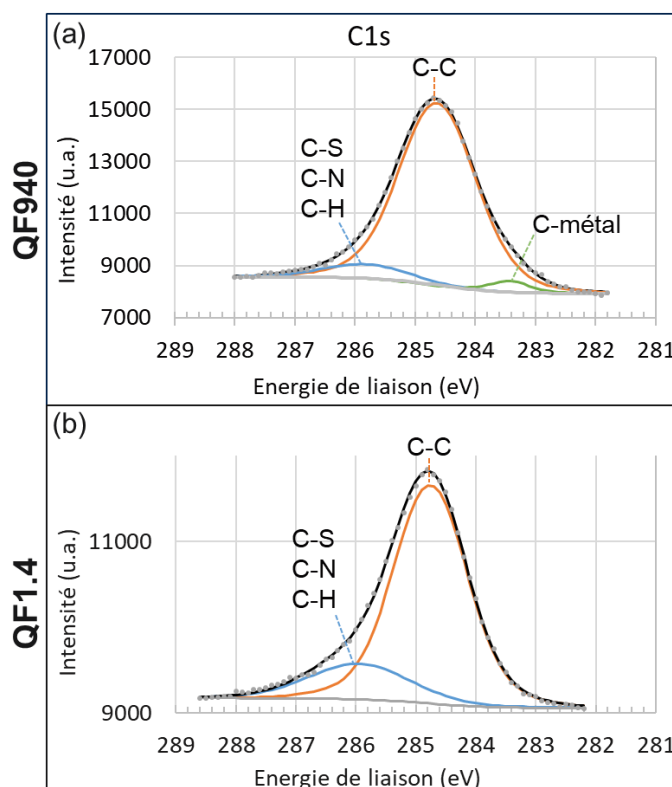 (a)
C1s
C-C
17000
15000
13000
11000
9000
7000
C-S
C-N
C-H
C-métal
QF940
Intensité (u.a.)
289 288 287 286 285 284 283 282 281
Energie de liaison (eV)
(b)
C-C
11000
9000
C-S
C-N
C-H
QF1.4
Intensité (u.a.)
289 288 287 286 285 284 283 282 281
Energie de liaison (eV)